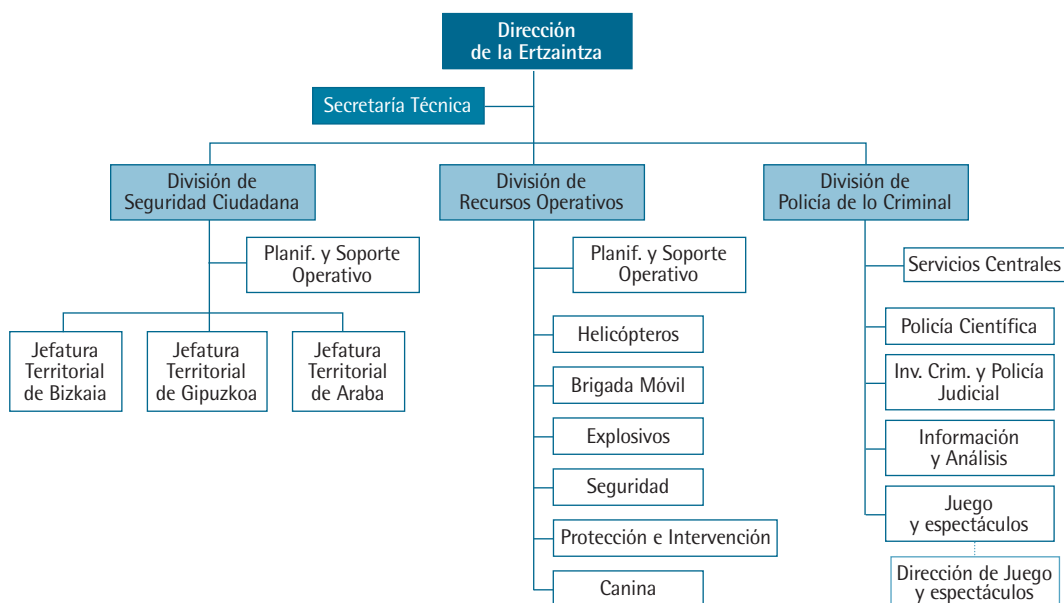 Dirección
de la Ertzaintza
Secretaría Técnica
División de
Seguridad Ciudadana
División de
Recursos Operativos
División de
Policía de lo Criminal
Planif. y Soporte
Operativo
Planif. y Soporte
Operativo
Servicios Centrales
Jefatura
Territorial
de Bizkaia
Jefatura
Territorial
de Gipuzkoa
Jefatura
Territorial
de Araba
Helicópteros
Brigada Móvil
Explosivos
Seguridad
Protección e Intervención
Canina
Policía Científica
Inv. Crim. y Policía
Judicial
Información
y Análisis
Juego
y espectáculos
Dirección de Juego
y espectáculos